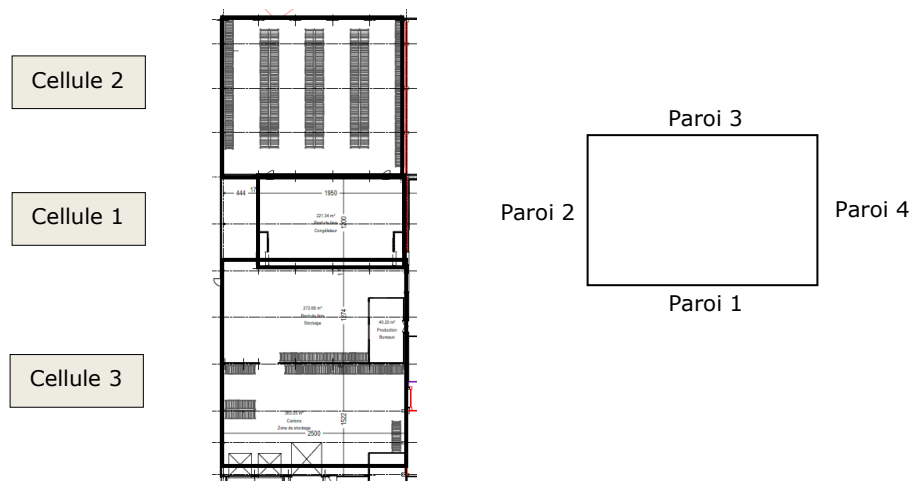 Cellule 2
Cellule 1
Cellule 3
444
17
1950
221.34 m²
Congélateur
1200
272.66 m²
Stockage
1274
40.20 m²
Production
Bureaux
Cartons
Zone de stockage
1522
2500
Paroi 3
Paroi 2
Paroi 4
Paroi 1